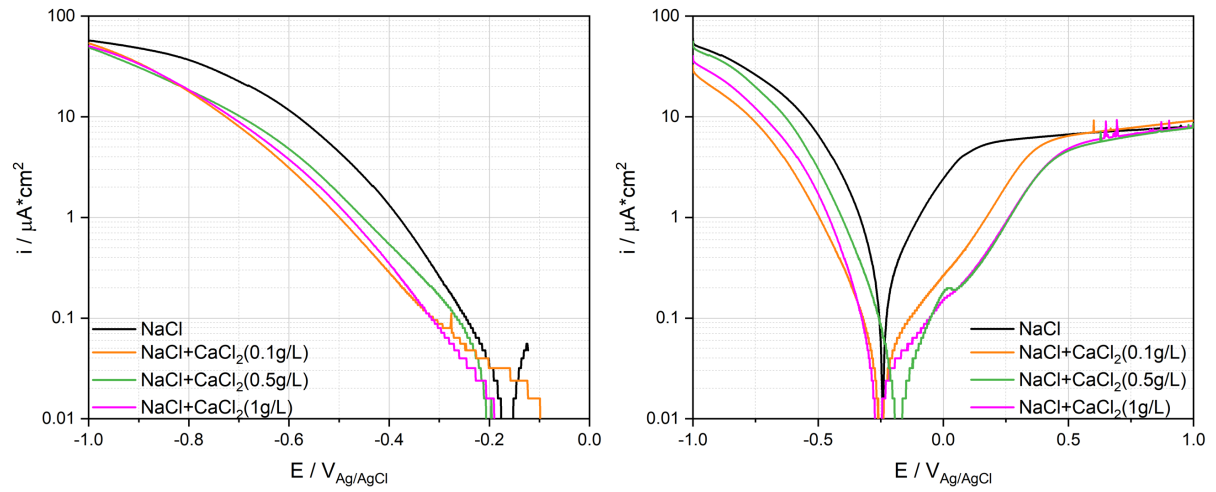 100
10
1
0.1
0.01
i / µA*cm²
NaCl
NaCl+CaCl₂(0.1g/L)
NaCl+CaCl₂(0.5g/L)
NaCl+CaCl₂(1g/L)
-1.0 -0.8 -0.6 -0.4 -0.2 0.0
E / V_Ag/AgCl
100
10
1
0.1
0.01
i / µA*cm²
NaCl
NaCl+CaCl₂(0.1g/L)
NaCl+CaCl₂(0.5g/L)
NaCl+CaCl₂(1g/L)
-1.0 -0.5 0.0 0.5 1.0
E / V_Ag/AgCl